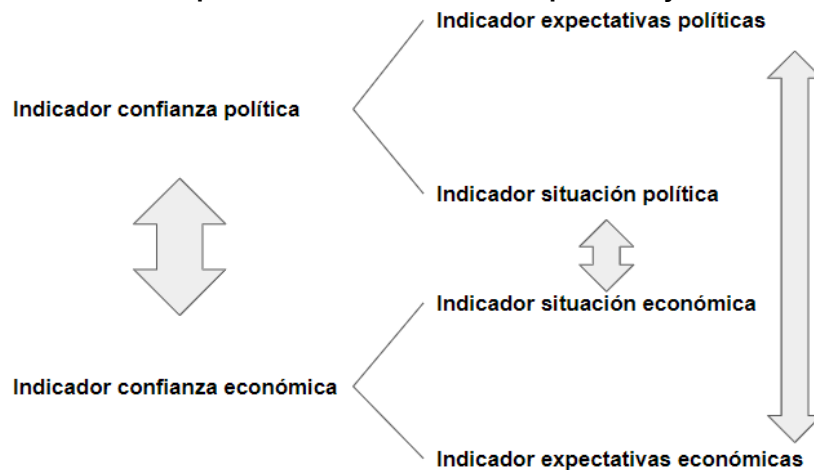 Indicador expectativas políticas
Indicador confianza política
Indicador situación política
Indicador situación económica
Indicador confianza económica
Indicador expectativas económicas